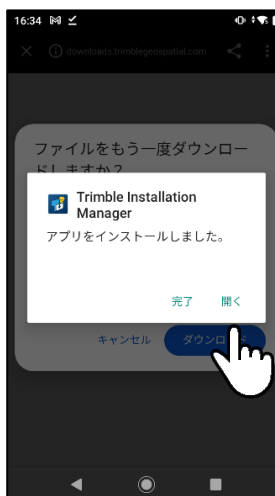 16:34
downloads.trimblegeospatial.com
ファイルをもう一度ダウンロー
ドしますか？
Trimble Installation
Manager
アプリをインストールしました。
完了 開く
キャンセル ダウンロ